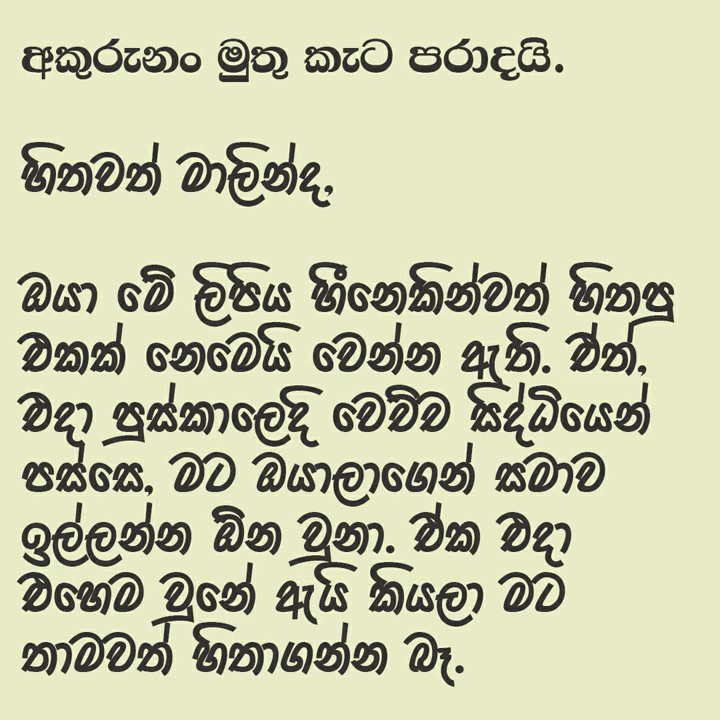 අකුරුනං මුතු කැට පරාදයි.
හිතවත් මාලින්ද,
ඔයා මේ ලිපිය හීනෙකින්වත් හිතපු
එකක් නෙමෙයි වෙන්න ඇති. ඒත්,
එදා පුස්කාලෙදි වෙච්ච සිද්ධියෙන්
පස්සෙ, මට ඔයාලාගෙන් සමාව
ඉල්ලන්න ඕන වුනා. ඒක එදා
එහෙම වුනේ ඇයි කියලා මට
තාමවත් හිතාගන්න බෑ.